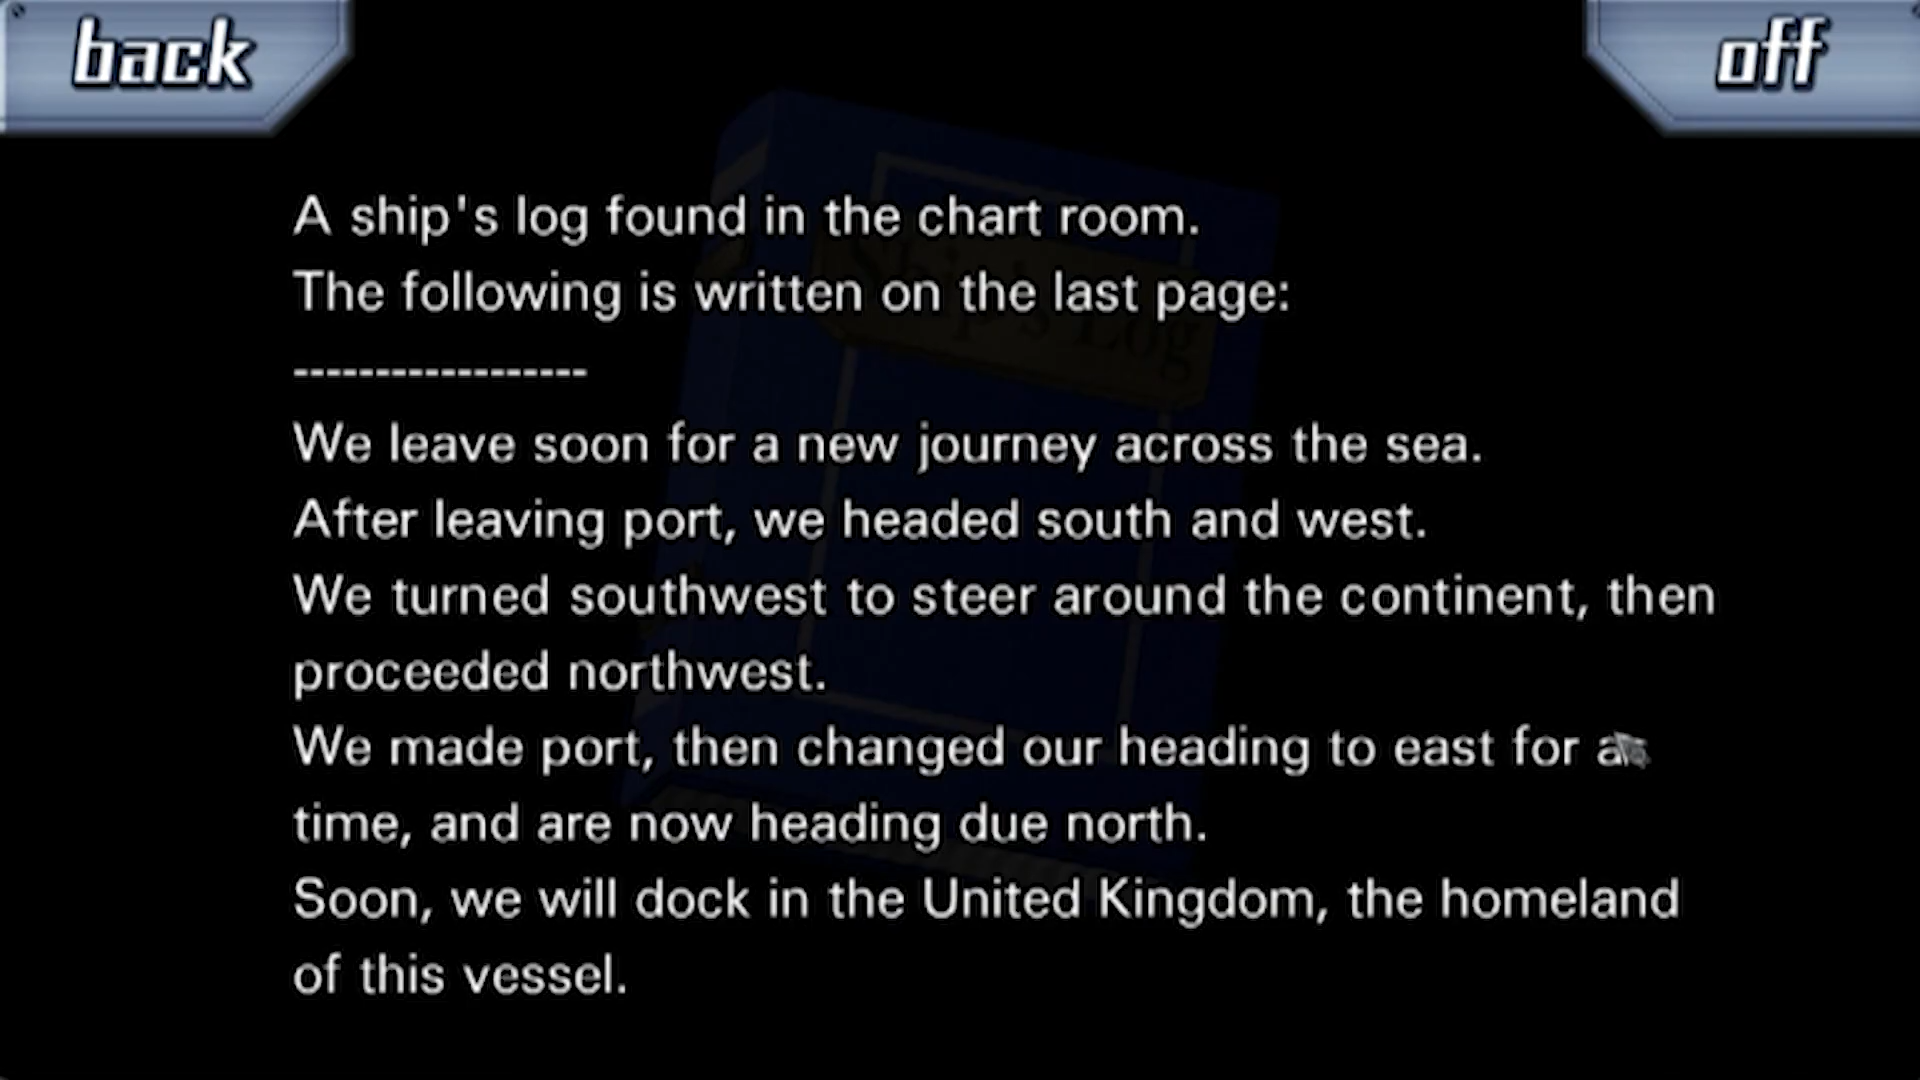 back
off
A ship's log found in the chart room.
The following is written on the last page:
------------------
We leave soon for a new journey across the sea.
After leaving port, we headed south and west.
We turned southwest to steer around the continent, then
proceeded northwest.
We made port, then changed our heading to east for a
time, and are now heading due north.
Soon, we will dock in the United Kingdom, the homeland
of this vessel.
Ship's Log